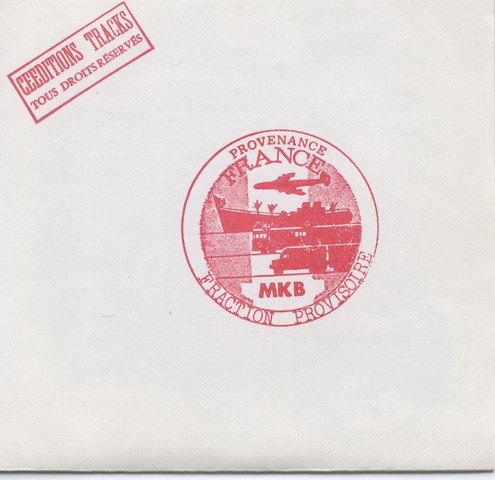 CEEDITIONS TRACKS
TOUS DROITS RÉSERVÉS
PROVENANCE
FRANCE
MKB
FRACTION PROVISOIRE